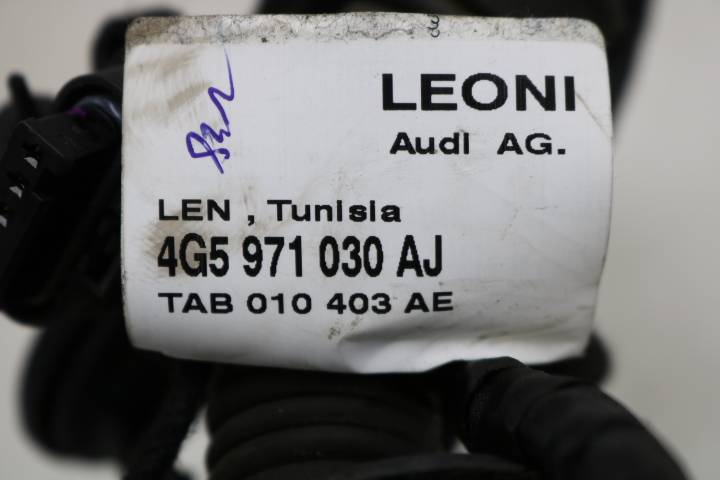 LEONI
Audi AG.
LEN , Tunisia
4G5 971 030 AJ
TAB 010 403 AE